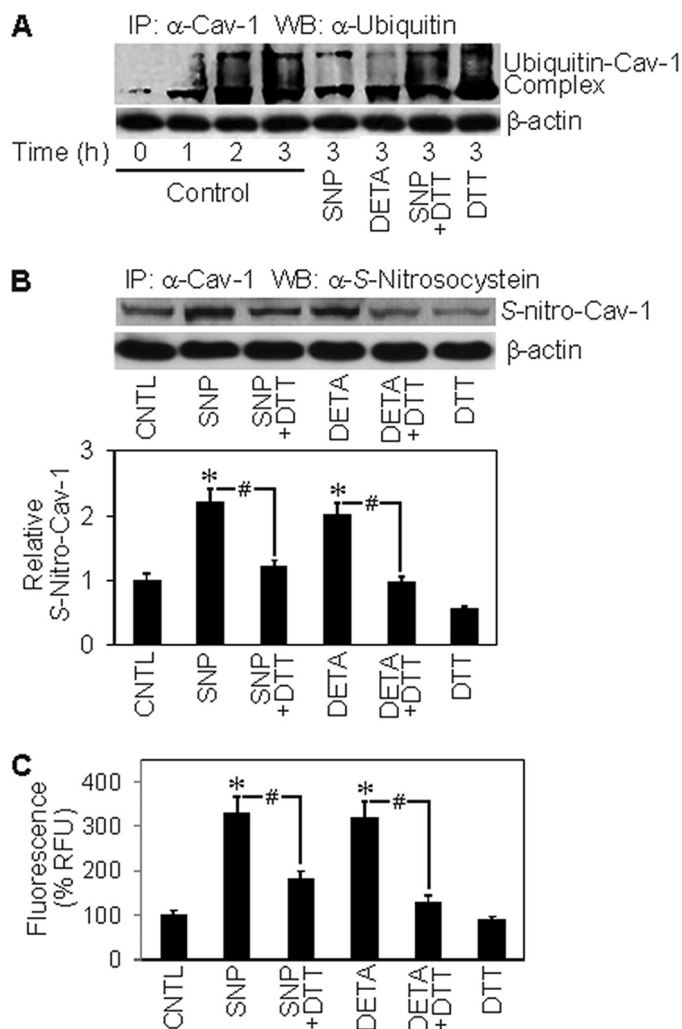 A
IP: α-Cav-1 WB: α-Ubiquitin
Ubiquitin-Cav-1
Complex
β-actin
Time (h) 0 1 2 3 3 3 3 3
Control
SNP
DETA
SNP
+DTT
DTT
B
IP: α-Cav-1 WB: α-S-Nitrosocystein
S-nitro-Cav-1
β-actin
CNTL
SNP
SNP
+DTT
DETA
DETA
+DTT
DTT
Relative
S-Nitro-Cav-1
3
2
1
0
* # * #
CNTL
SNP
SNP
+DTT
DETA
DETA
+DTT
DTT
C
Fluorescence
(% RFU)
400
300
200
100
0
* # * #
CNTL
SNP
SNP
+DTT
DETA
DETA
+DTT
DTT